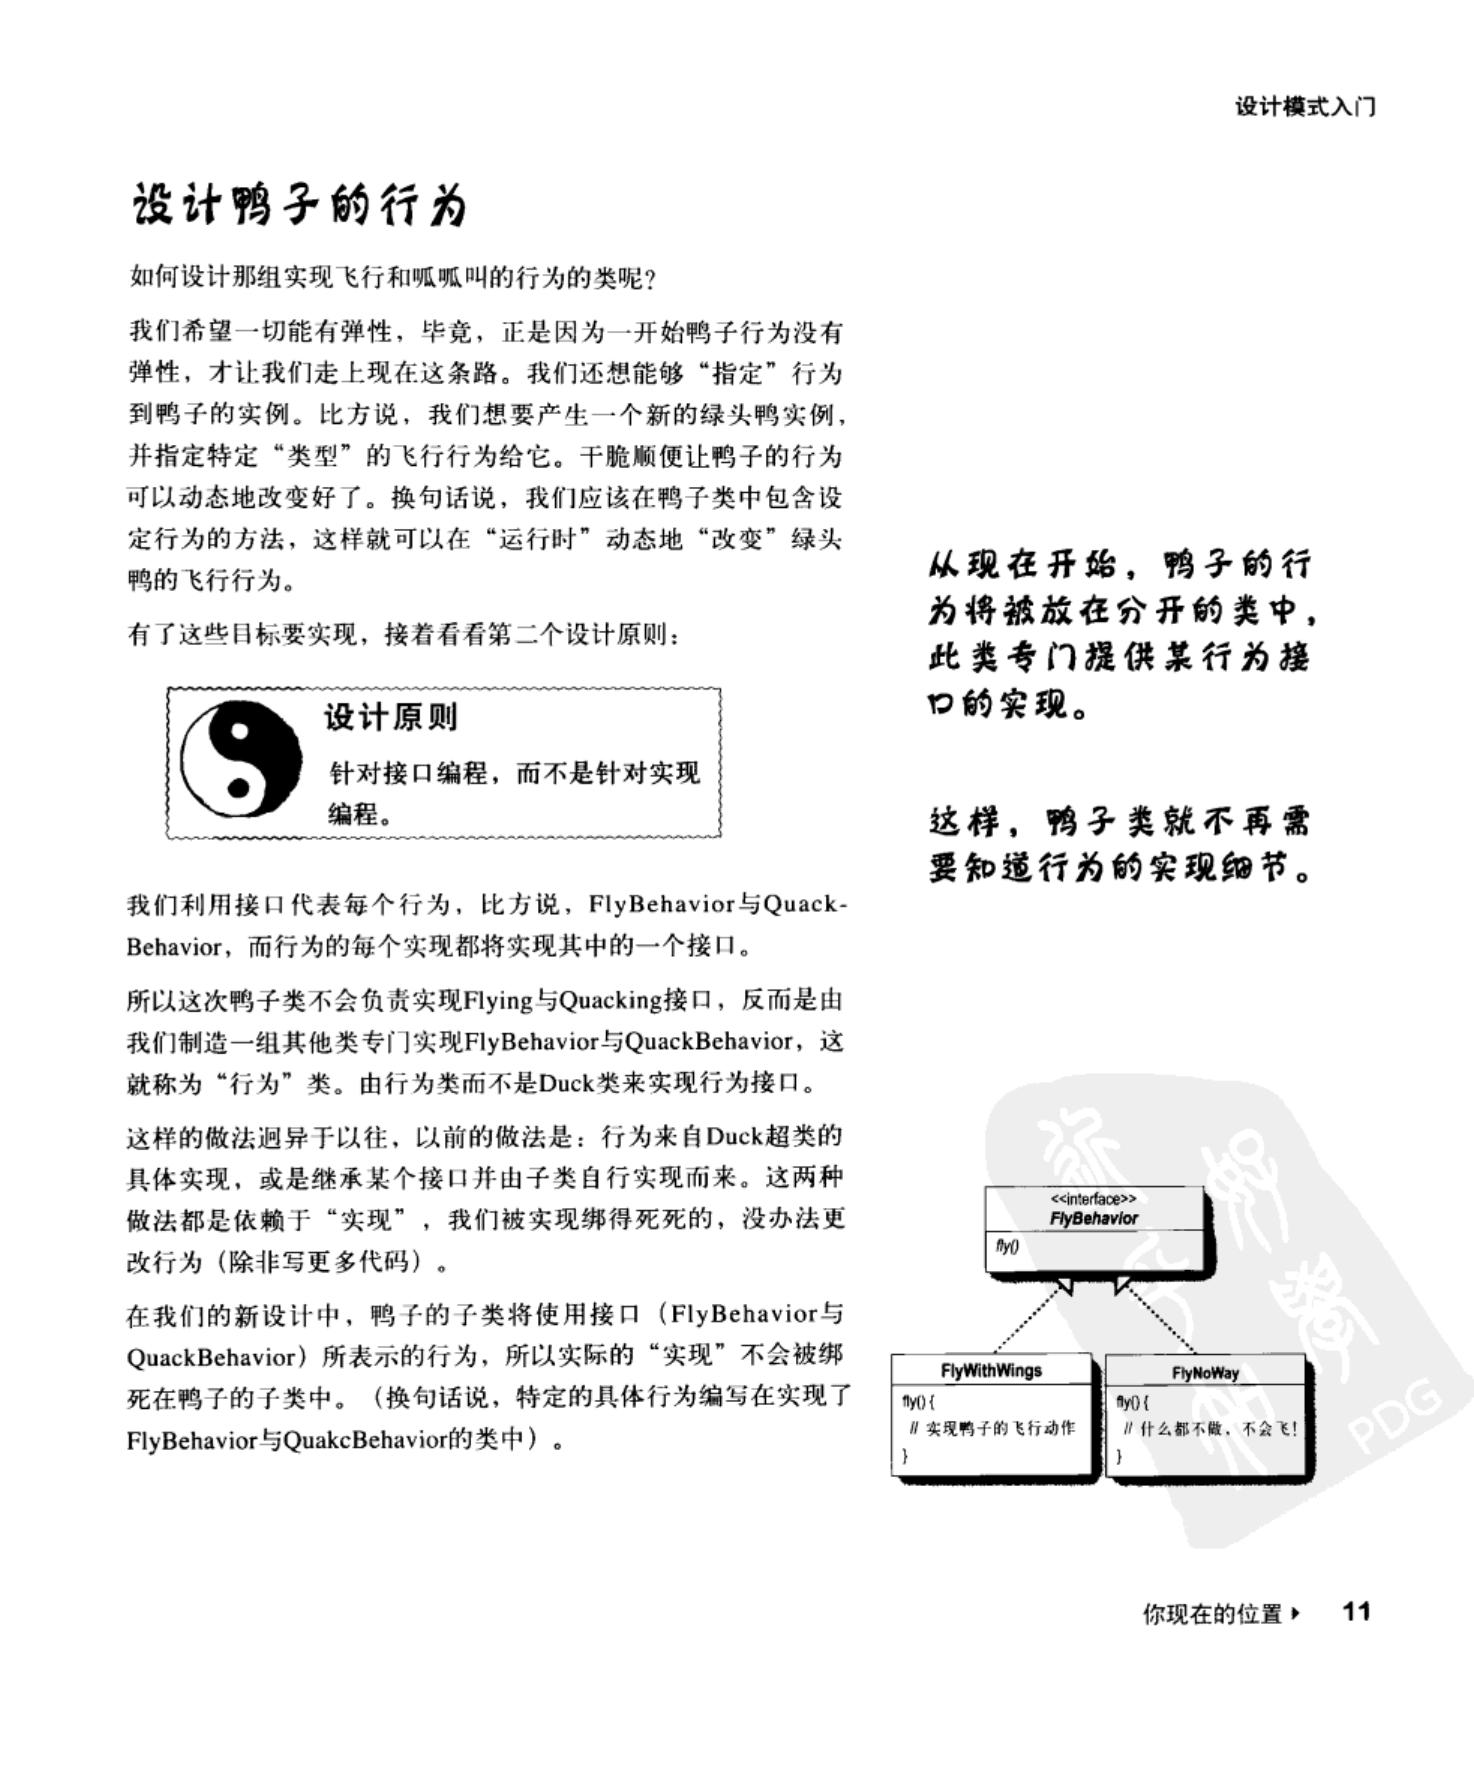 设计模式入门
设计鸭子的行为
如何设计那组实现飞行和呱呱叫的行为的类呢?
我们希望一切能有弹性，毕竟，正是因为一开始鸭子行为没有
弹性，才让我们走上现在这条路。我们还想能够“指定”行为
到鸭子的实例。比方说，我们想要产生一个新的绿头鸭实例，
并指定特定“类型”的飞行行为给它。干脆顺便让鸭子的行为
可以动态地改变好了。换句话说，我们应该在鸭子类中包含设
定行为的方法，这样就可以在“运行时”动态地“改变”绿头
鸭的飞行行为。
有了这些目标要实现，接着看看第二个设计原则：
设计原则
针对接口编程，而不是针对实现
编程。
我们利用接口代表每个行为，比方说，FlyBehavior与Quack-
Behavior，而行为的每个实现都将实现其中的一个接口。
所以这次鸭子类不会负责实现Flying与Quacking接口，反而是由
我们制造一组其他类专门实现FlyBehavior与QuackBehavior，这
就称为“行为”类。由行为类而不是Duck类来实现行为接口。
这样的做法迥异于以往，以前的做法是：行为来自Duck超类的
具体实现，或是继承某个接口并由子类自行实现而来。这两种
做法都是依赖于“实现”，我们被实现绑得死死的，没办法更
改行为（除非写更多代码）。
在我们的新设计中，鸭子的子类将使用接口（FlyBehavior与
QuackBehavior）所表示的行为，所以实际的“实现”不会被绑
死在鸭子的子类中。（换句话说，特定的具体行为编写在实现了
FlyBehavior与QuakcBehavior的类中）。
从现在开始，鸭子的行
为将被放在分开的类中，
此类专门提供某行为接
口的实现。
这样，鸭子类就不再需
要知道行为的实现细节。
<<interface>>
FlyBehavior
fly()
FlyWithWings
fly() {
// 实现鸭子的飞行动作
}
FlyNoWay
fly() {
// 什么都不做，不会飞!
}
PDG
你现在的位置 ▸ 11